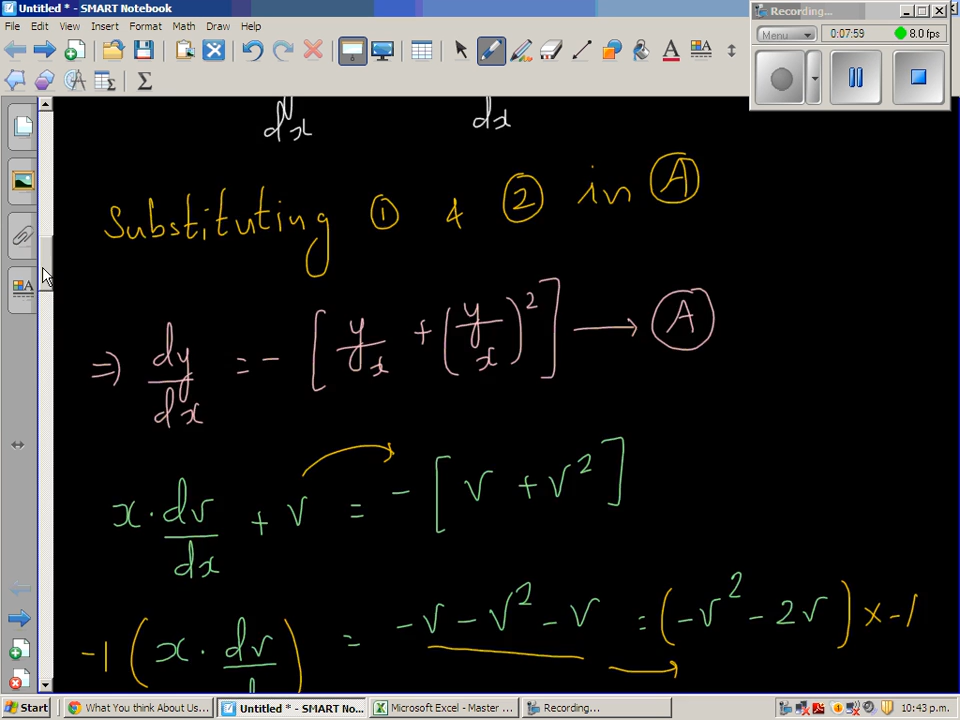 Untitled * - SMART Notebook
File Edit View Insert Format Math Draw Help
Recording...
Menu 0:07:59 8.0 fps
dx dx
Substituting ① & ② in Ⓐ
⇒ dy/dx = - [y/x + (y/x)²] → Ⓐ
x · dv/dx + v = - [v + v²]
-1 (x · dv/d) = -v - v² - v = (-v² - 2v) x -1
Start What You think About Us... Untitled * - SMART No... Microsoft Excel - Master ... Recording... 10:43 p.m.